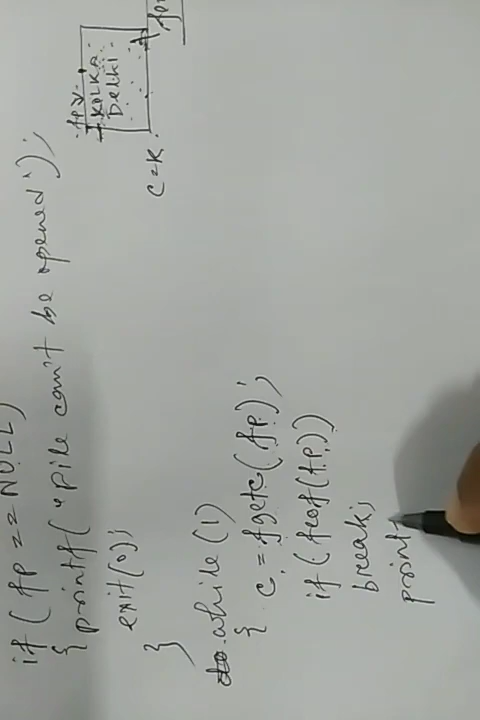 if ( fp == NULL)
{ printf ( "file can't be opened");
exit(0);
}
while (1)
{ c = fgetc( fp );
if ( feof(fp))
break;
print
fp
KOLKA
Delhi
C = K